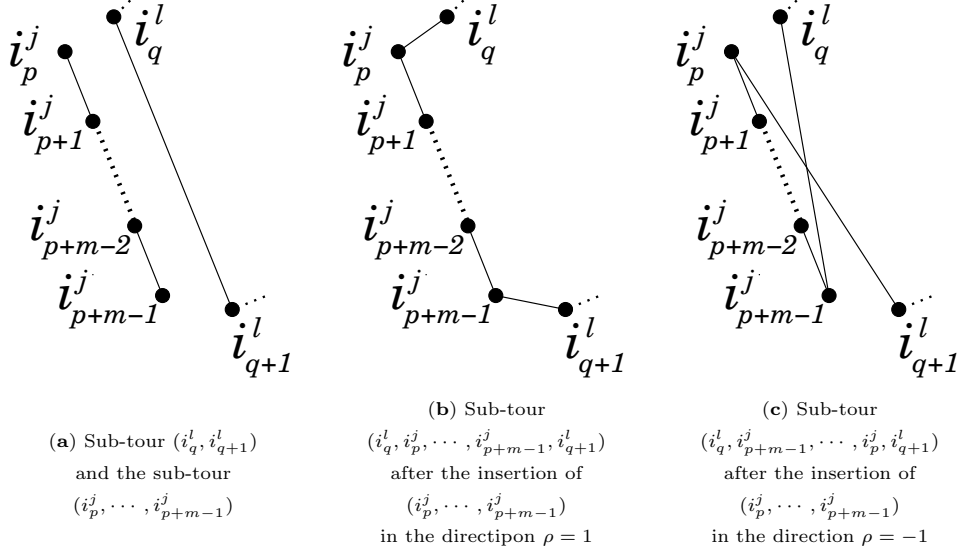 i_q^l
i_p^j
i_{p+1}^j
i_{p+m-2}^j
i_{p+m-1}^j
i_{q+1}^l
(a) Sub-tour (i_q^l, i_{q+1}^l)
and the sub-tour
(i_p^j, ⋯ , i_{p+m−1}^j)
i_q^l
i_p^j
i_{p+1}^j
i_{p+m-2}^j
i_{p+m-1}^j
i_{q+1}^l
(b) Sub-tour
(i_q^l, i_p^j, ⋯ , i_{p+m−1}^j, i_{q+1}^l)
after the insertion of
(i_p^j, ⋯ , i_{p+m−1}^j)
in the directipon ρ = 1
i_q^l
i_p^j
i_{p+1}^j
i_{p+m-2}^j
i_{p+m-1}^j
i_{q+1}^l
(c) Sub-tour
(i_q^l, i_{p+m−1}^j, ⋯ , i_p^j, i_{q+1}^l)
after the insertion of
(i_p^j, ⋯ , i_{p+m−1}^j)
in the direction ρ = −1